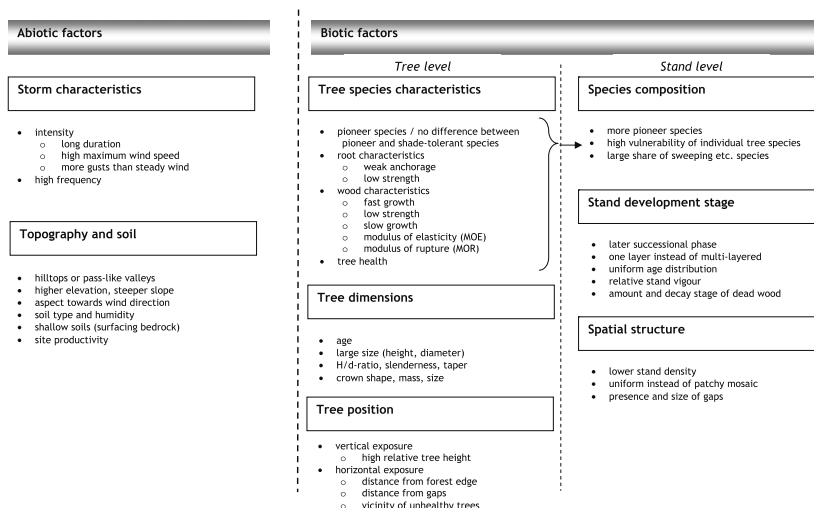 Abiotic factors
Storm characteristics
• intensity
o long duration
o high maximum wind speed
o more gusts than steady wind
• high frequency
Topography and soil
• hilltops or pass-like valleys
• higher elevation, steeper slope
• aspect towards wind direction
• soil type and humidity
• shallow soils (surfacing bedrock)
• site productivity
Biotic factors
Tree level
Tree species characteristics
• pioneer species / no difference between
pioneer and shade-tolerant species
• root characteristics
o weak anchorage
o low strength
• wood characteristics
o fast growth
o low strength
o slow growth
o modulus of elasticity (MOE)
o modulus of rupture (MOR)
• tree health
Tree dimensions
• age
• large size (height, diameter)
• H/d-ratio, slenderness, taper
• crown shape, mass, size
Tree position
• vertical exposure
o high relative tree height
• horizontal exposure
o distance from forest edge
o distance from gaps
o vicinity of unhealthy trees
Stand level
Species composition
• more pioneer species
• high vulnerability of individual tree species
• large share of sweeping etc. species
Stand development stage
• later successional phase
• one layer instead of multi-layered
• uniform age distribution
• relative stand vigour
• amount and decay stage of dead wood
Spatial structure
• lower stand density
• uniform instead of patchy mosaic
• presence and size of gaps